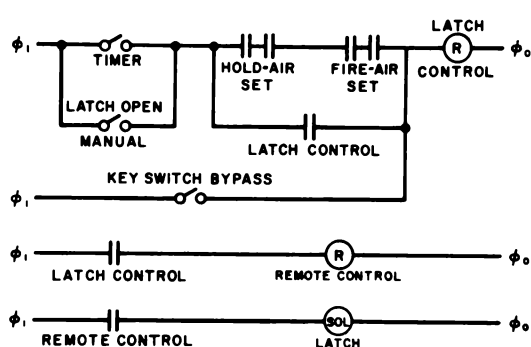 LATCH
φ₁ R φ₀
TIMER
HOLD-AIR SET
FIRE-AIR SET
CONTROL
LATCH OPEN
MANUAL
LATCH CONTROL
KEY SWITCH BYPASS
φ₁
φ₁ R φ₀
LATCH CONTROL REMOTE CONTROL
φ₁ SOL φ₀
REMOTE CONTROL LATCH